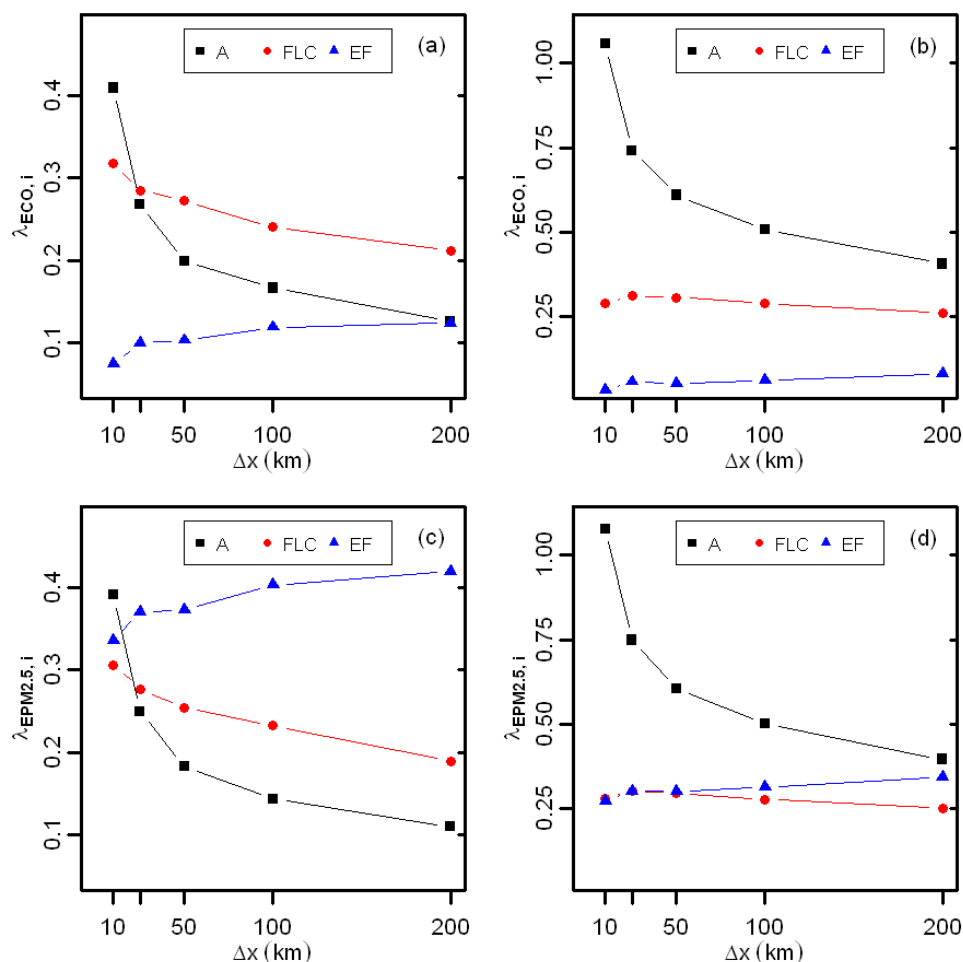 A FLC EF (a)
0.4
0.3
0.2
0.1
λECO, i
10 50 100 200
Δx (km)
A FLC EF (b)
1.00
0.75
0.50
0.25
λECO, i
10 50 100 200
Δx (km)
A FLC EF (c)
0.4
0.3
0.2
0.1
λEPM2.5, i
10 50 100 200
Δx (km)
A FLC EF (d)
1.00
0.75
0.50
0.25
λEPM2.5, i
10 50 100 200
Δx (km)